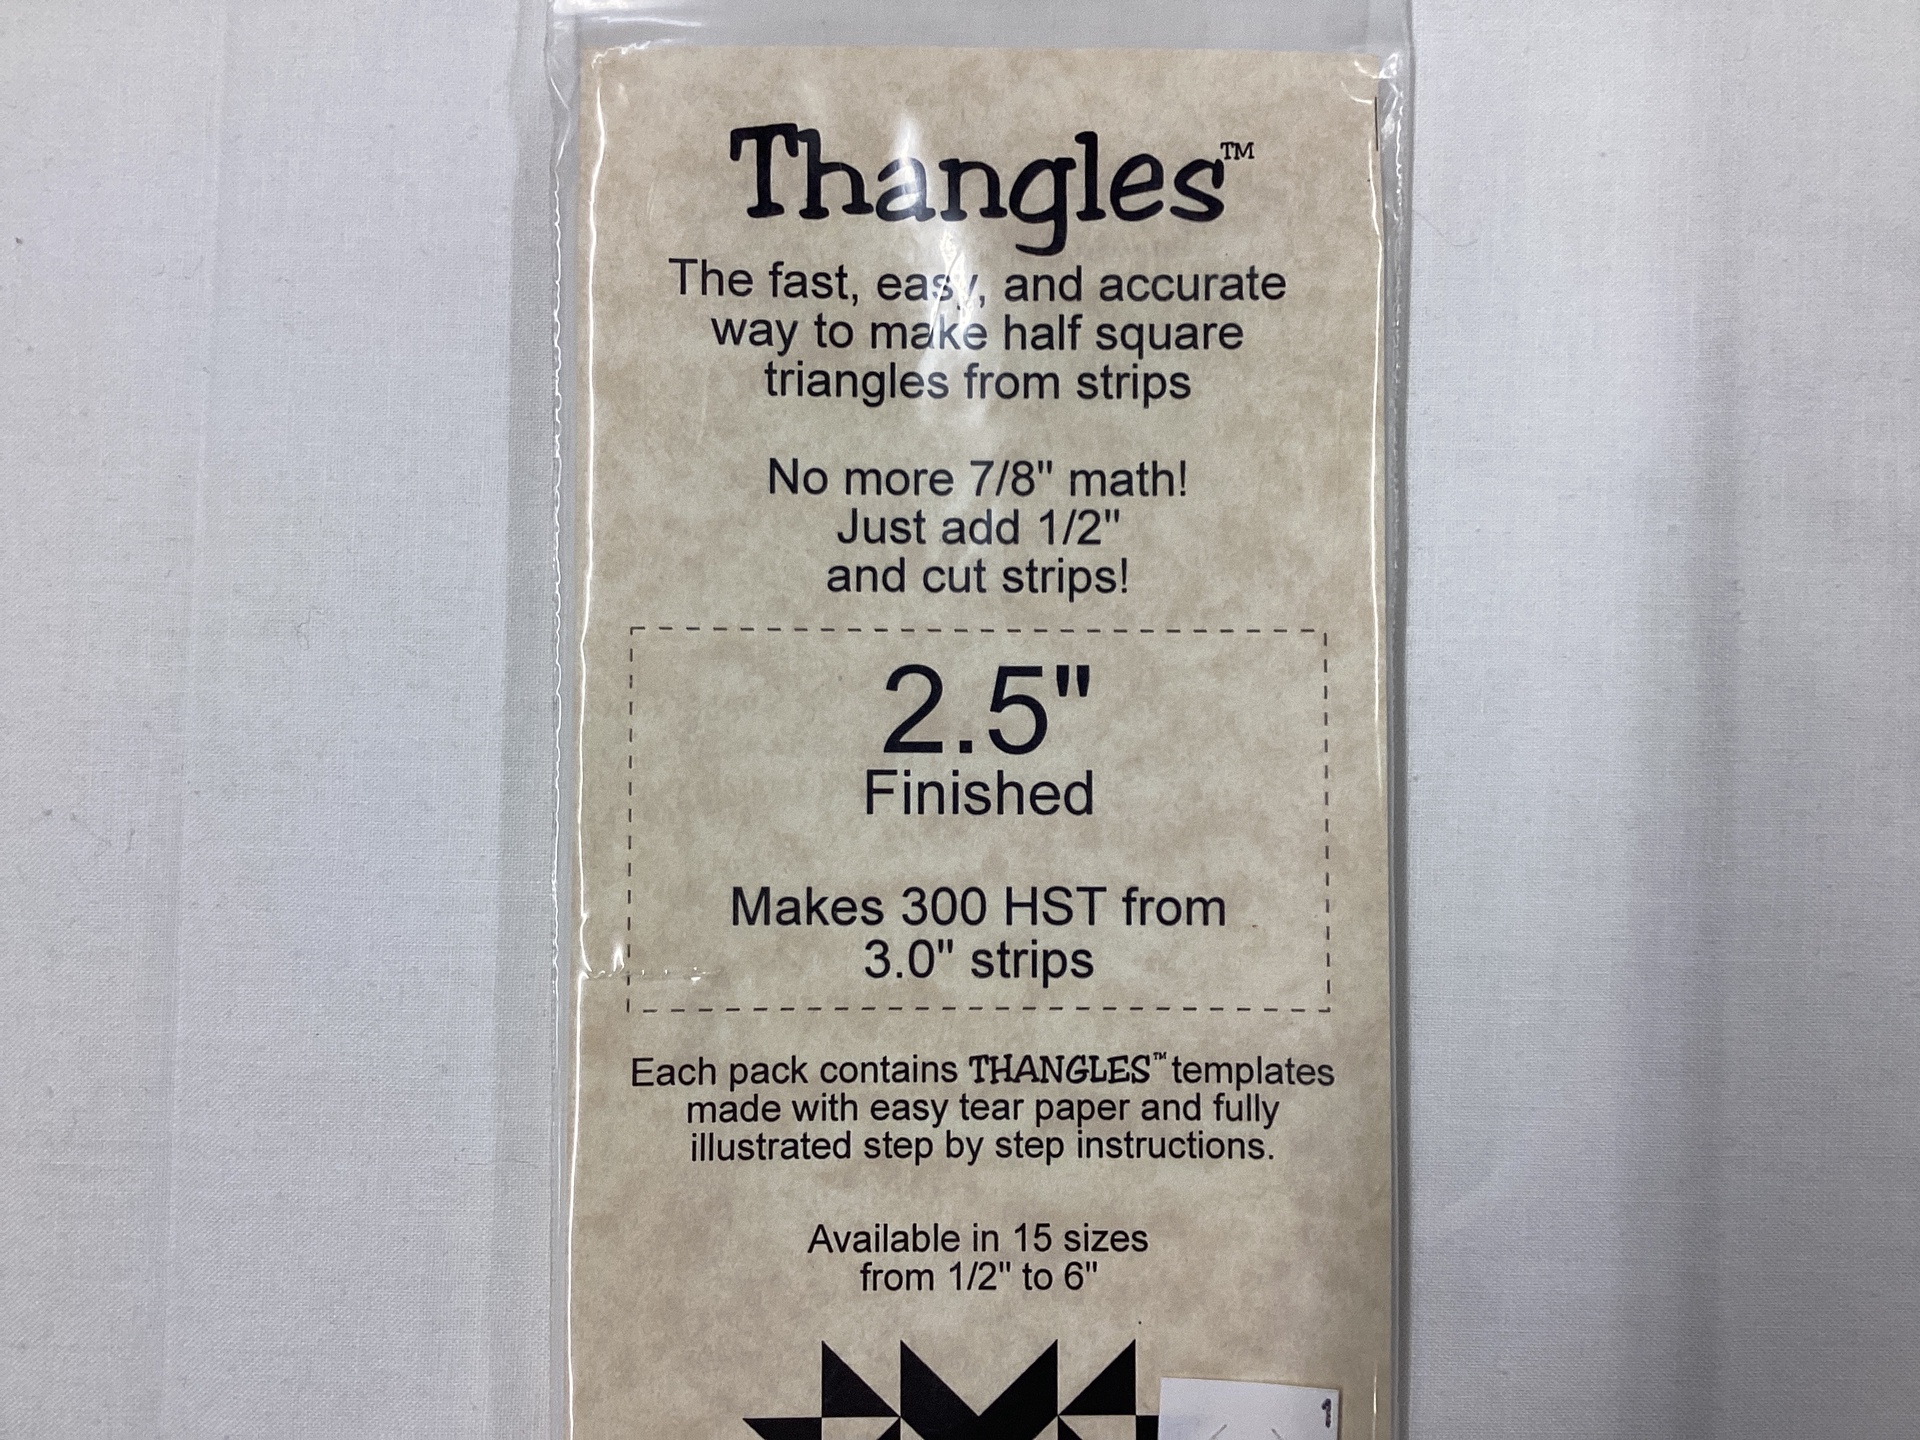 Thangles™
The fast, easy, and accurate
way to make half square
triangles from strips
No more 7/8" math!
Just add 1/2"
and cut strips!
2.5"
Finished
Makes 300 HST from
3.0" strips
Each pack contains THANGLES™ templates
made with easy tear paper and fully
illustrated step by step instructions.
Available in 15 sizes
from 1/2" to 6"
1